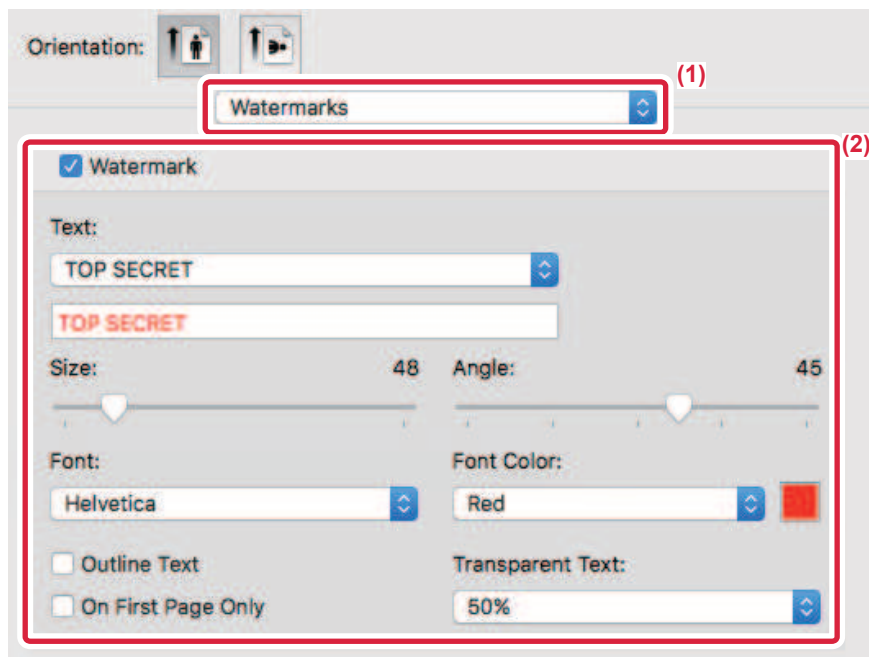 Orientation:
(1)
Watermarks
(2)
Watermark
Text:
TOP SECRET
TOP SECRET
Size: 48 Angle: 45
Font: Font Color:
Helvetica Red
Outline Text Transparent Text:
On First Page Only 50%